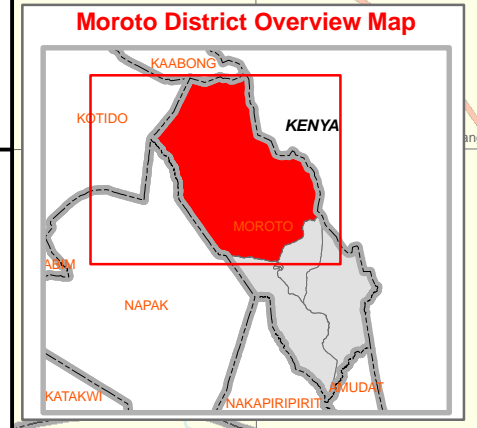 Moroto District Overview Map
KAABONG
KOTIDO
KENYA
MOROTO
ABIM
NAPAK
KATAKWI
NAKAPIRIPIRIT
AMUDAT